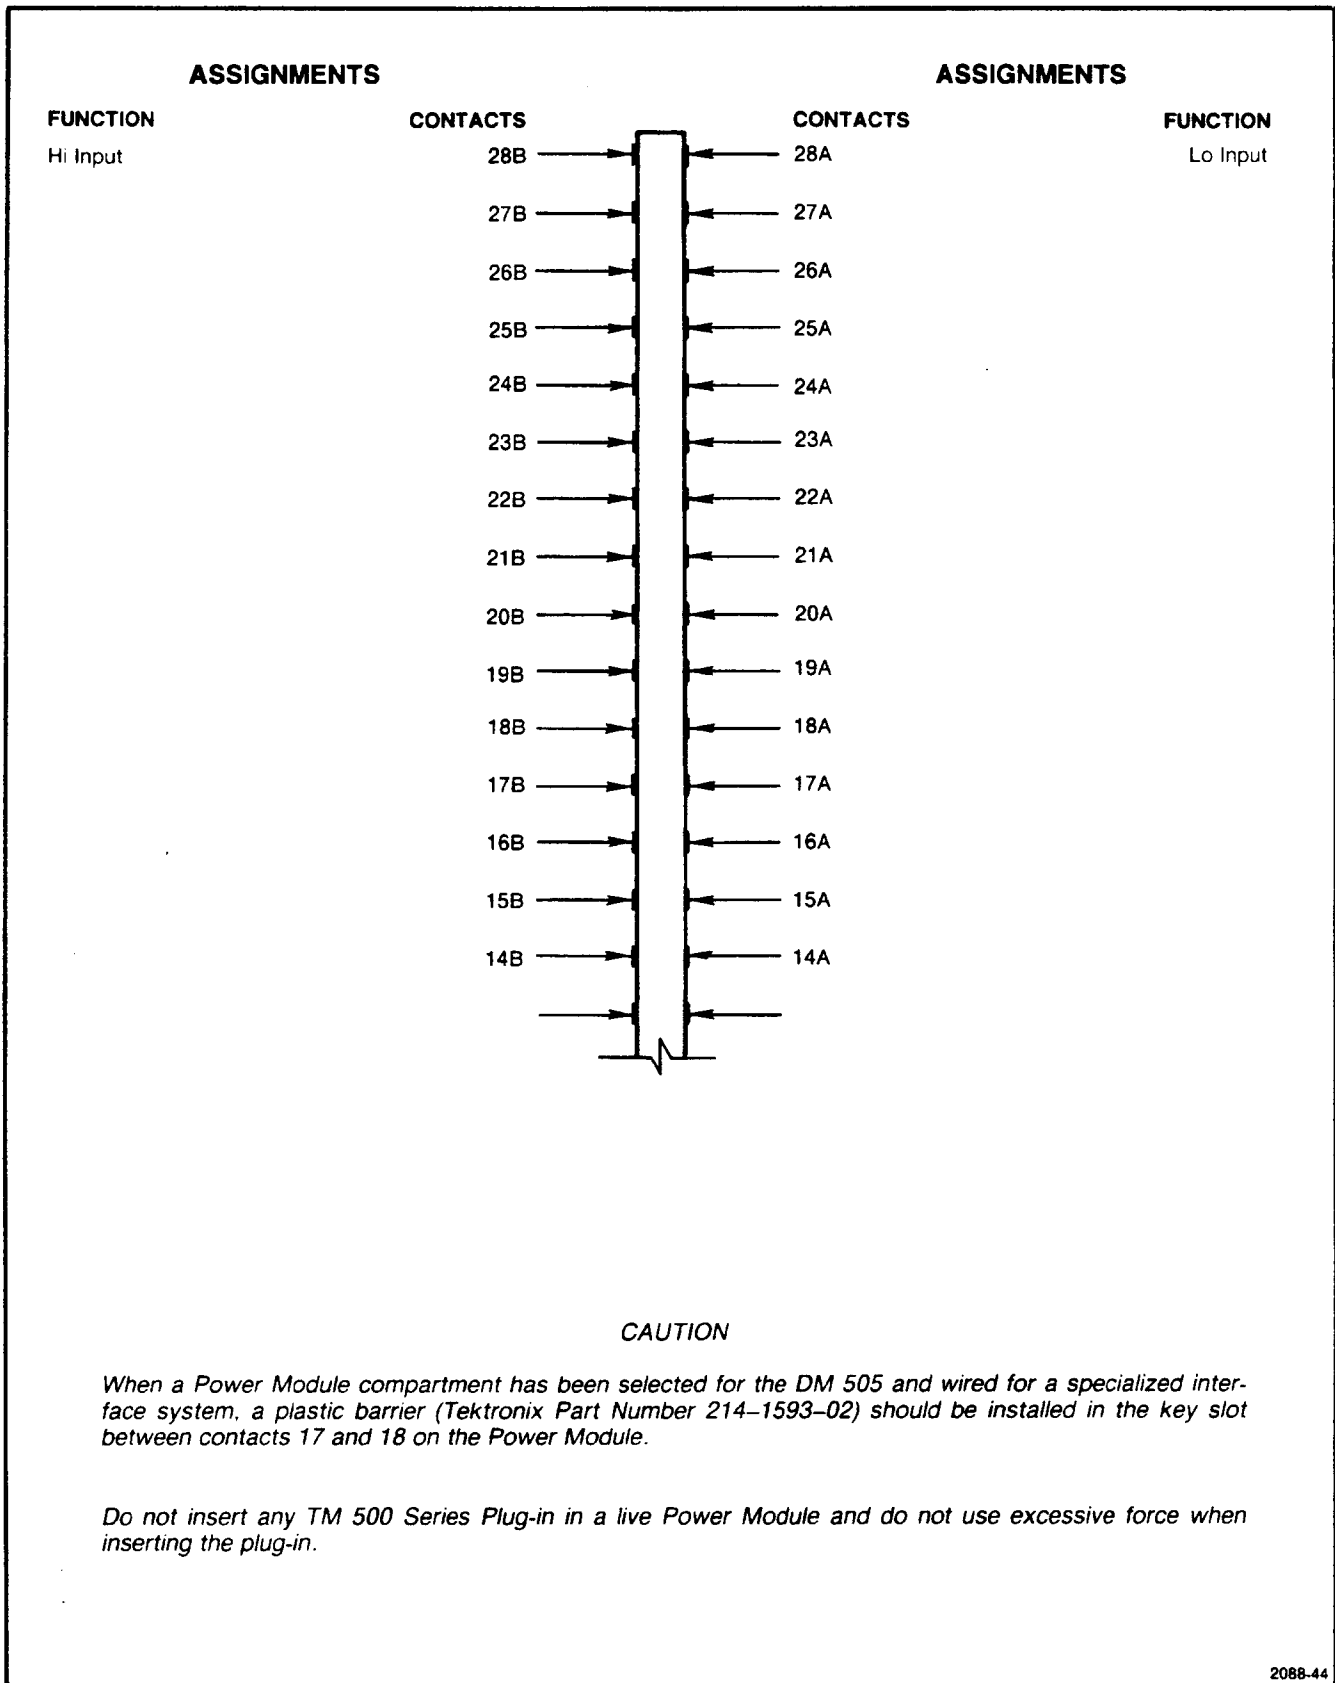 ASSIGNMENTS ASSIGNMENTS
FUNCTION CONTACTS CONTACTS FUNCTION
Hi Input 28B 28A Lo Input
27B 27A
26B 26A
25B 25A
24B 24A
23B 23A
22B 22A
21B 21A
20B 20A
19B 19A
18B 18A
17B 17A
16B 16A
15B 15A
14B 14A
CAUTION
When a Power Module compartment has been selected for the DM 505 and wired for a specialized inter-
face system, a plastic barrier (Tektronix Part Number 214–1593–02) should be installed in the key slot
between contacts 17 and 18 on the Power Module.
Do not insert any TM 500 Series Plug-in in a live Power Module and do not use excessive force when
inserting the plug-in.
2088-44